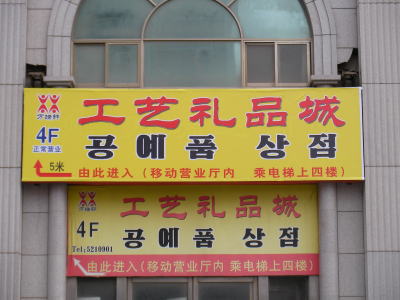 工艺礼品城
4F
正常营业
공예품 상점
5米
由此进入(移动营业厅内 乘电梯上四楼)
工艺礼品城
4F
공예품 상점
Tel:5210901
由此进入(移动营业厅内 乘电梯上四楼)